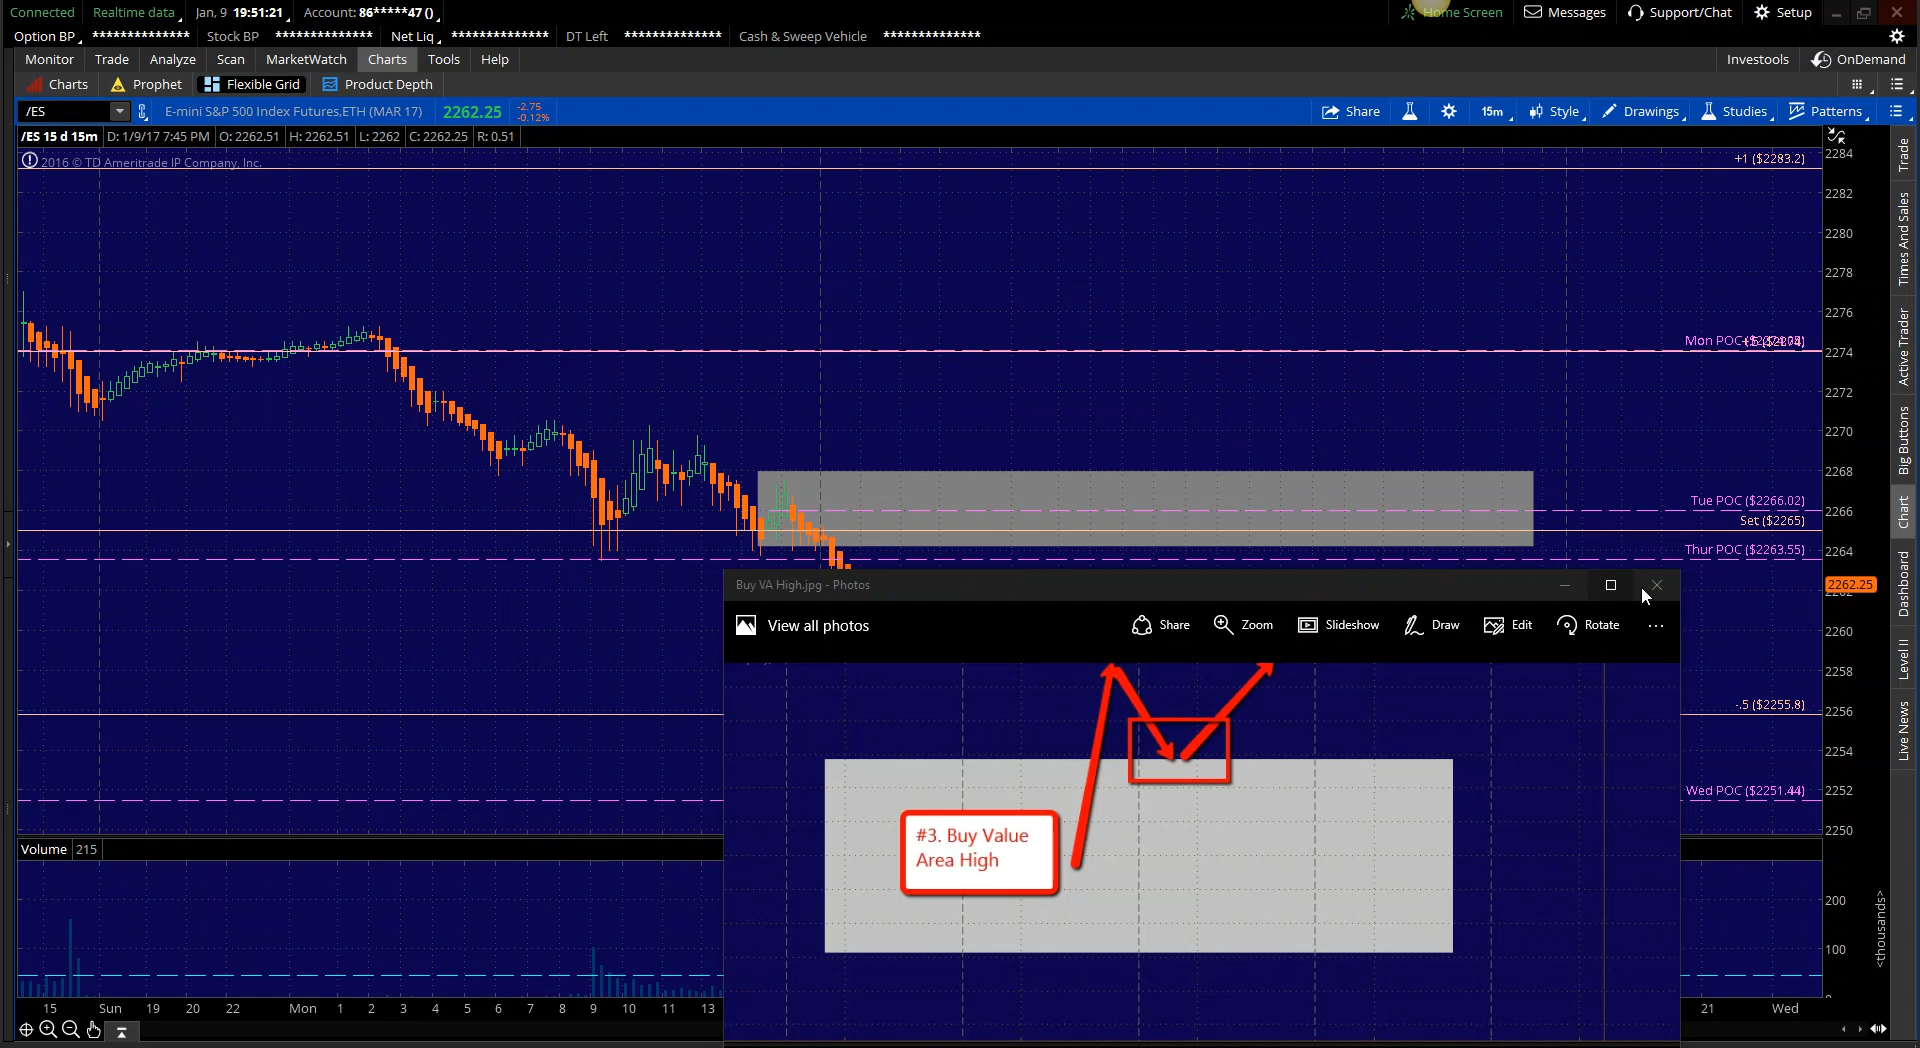 Connected Realtime data Jan, 9 19:51:21 Account: 86*****47 () Home Screen Messages Support/Chat Setup
Option BP ************** Stock BP ************** Net Liq ************** DT Left ************** Cash & Sweep Vehicle **************
Monitor Trade Analyze Scan MarketWatch Charts Tools Help Investools OnDemand
Charts Prophet Flexible Grid Product Depth
/ES E-mini S&P 500 Index Futures,ETH (MAR 17) 2262.25 -2.75 Share 15m Style Drawings Studies Patterns
-0.12%
/ES 15 d 15m D: 1/9/17 7:45 PM O: 2262.51 H: 2262.51 L: 2262 C: 2262.25 R: 0.51
2016 © TD Ameritrade IP Company, Inc.
+1 ($2283.2)
2284
2282
2280
2278
2276
Mon POC
2274
2272
2270
2268
Tue POC ($2266.02)
2266
Set ($2265)
Thur POC ($2263.55)
2264
2262.25
2260
2258
-.5 ($2255.8)
2256
2254
Wed POC ($2251.44)
2252
2250
Trade
Times And Sales
Active Trader
Big Buttons
Chart
Dashboard
Level II
Live News
Buy VA High.jpg - Photos
View all photos Share Zoom Slideshow Draw Edit Rotate ...
#3. Buy Value
Area High
Volume 215
200
100
<thousands>
15 Sun 19 20 22 Mon 1 2 3 4 5 6 7 8 9 10 11 13 21 Wed